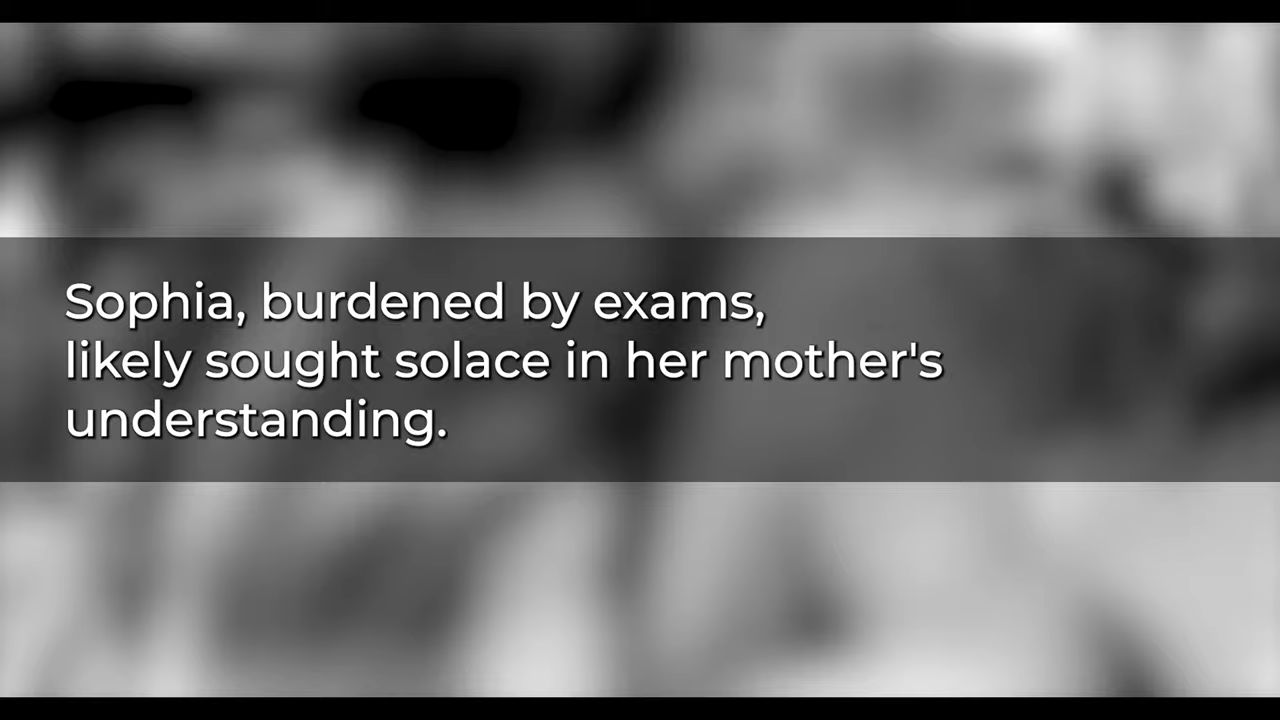 Sophia, burdened by exams,
likely sought solace in her mother's
understanding.